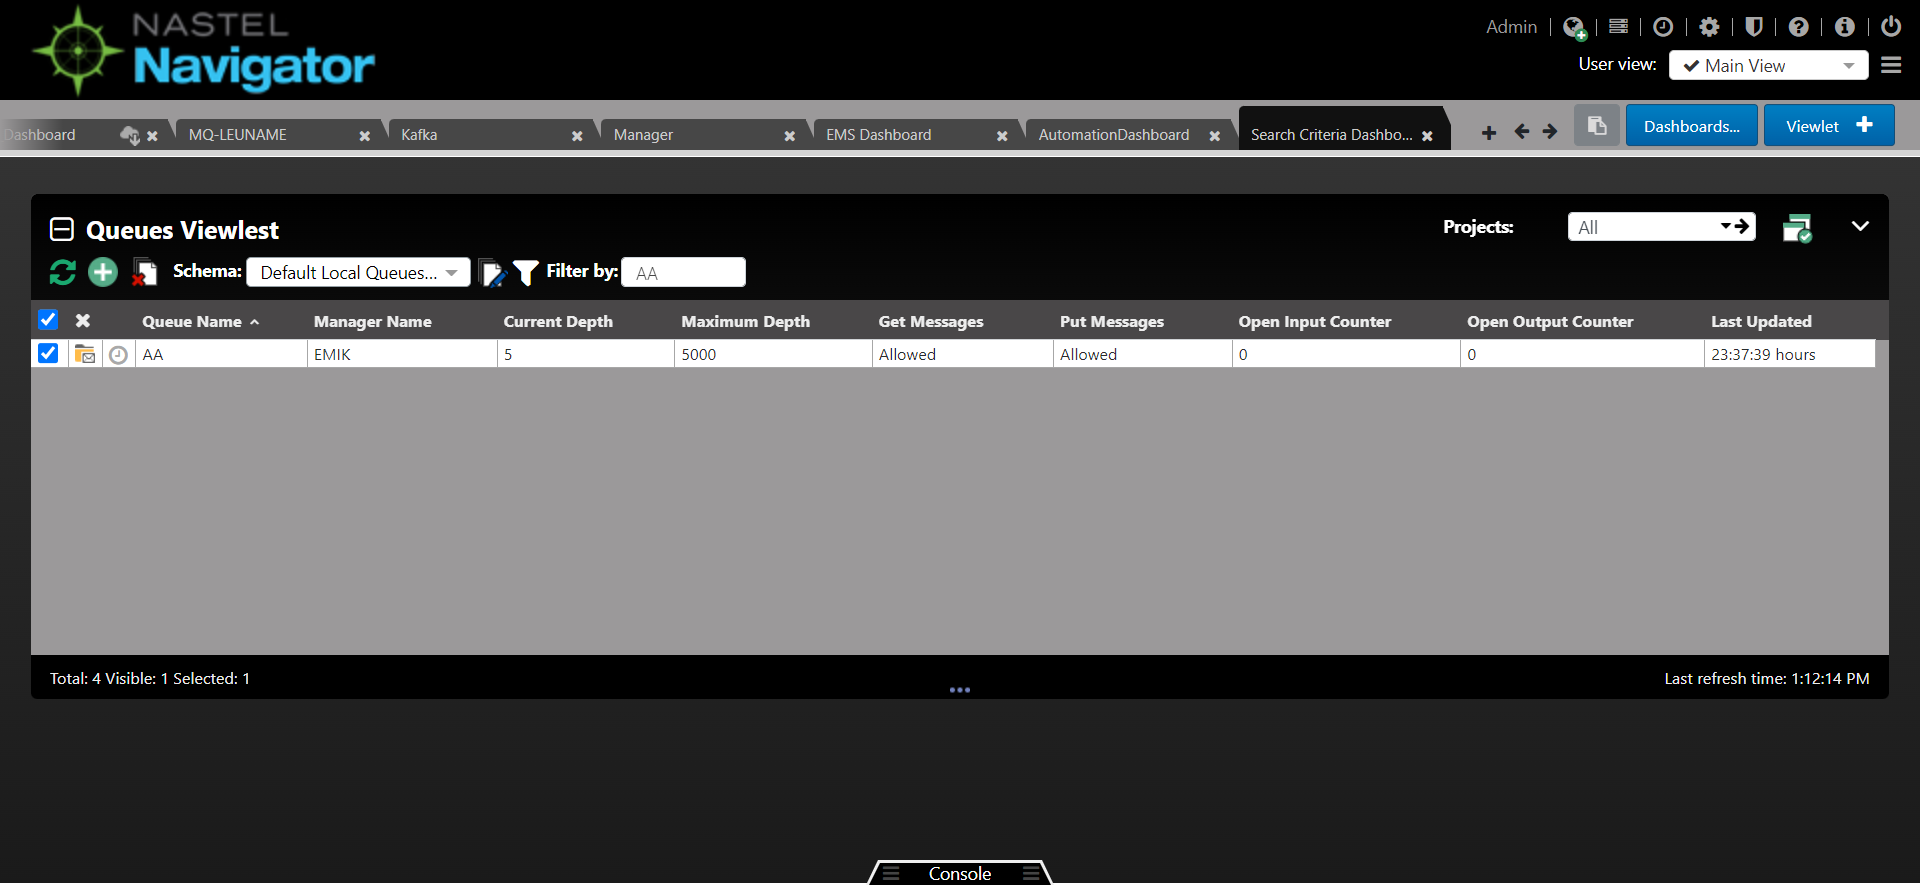 NASTEL
Navigator
Admin
User view: Main View
Dashboard MQ-LEUNAME Kafka Manager EMS Dashboard AutomationDashboard Search Criteria Dashbo... Dashboards... Viewlet
Queues Viewlest
Projects: All
Schema: Default Local Queues... Filter by: AA
Queue Name Manager Name Current Depth Maximum Depth Get Messages Put Messages Open Input Counter Open Output Counter Last Updated
AA EMIK 5 5000 Allowed Allowed 0 0 23:37:39 hours
Total: 4 Visible: 1 Selected: 1
Last refresh time: 1:12:14 PM
Console